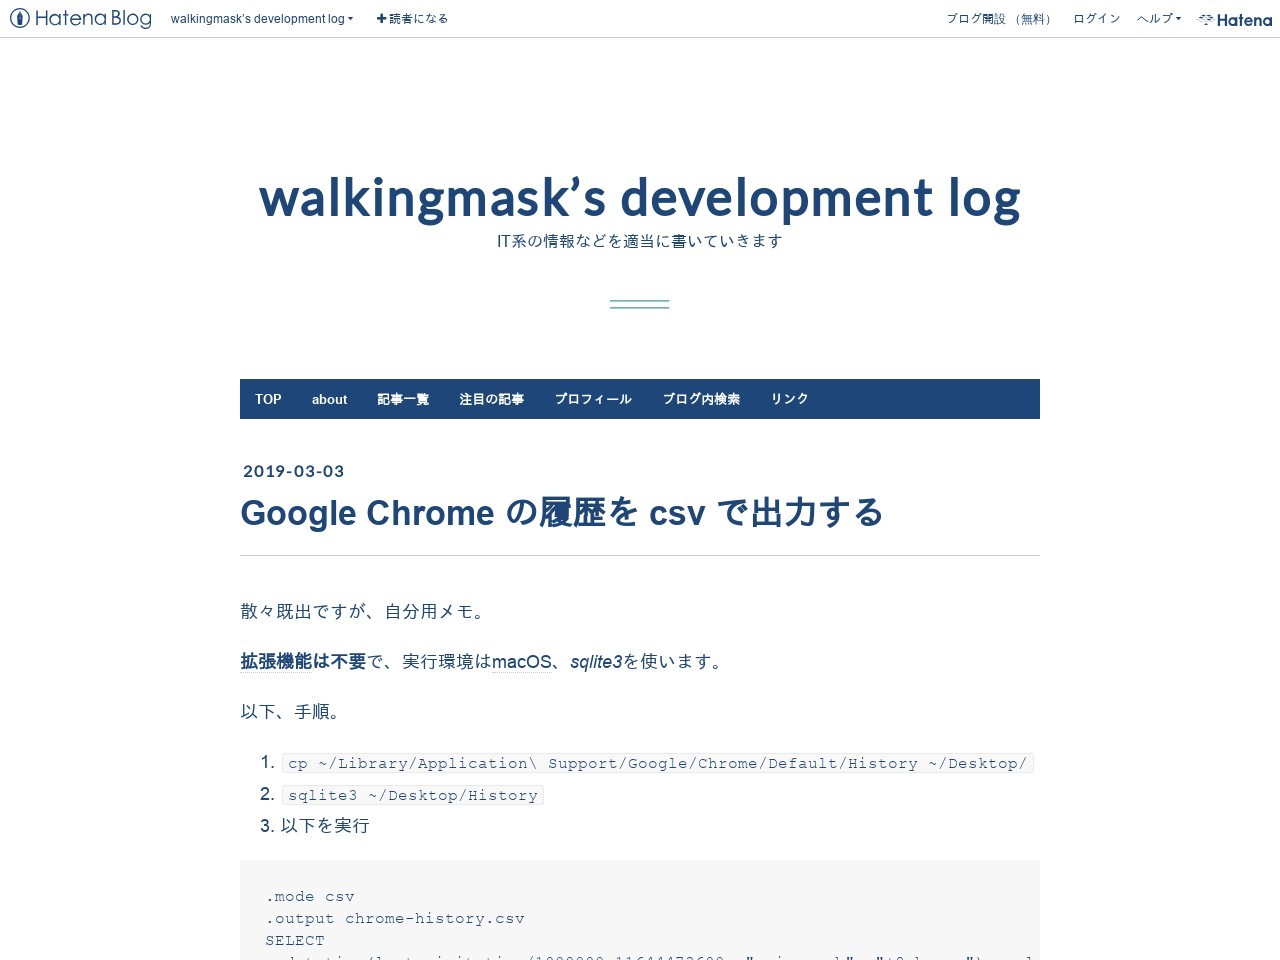 Hatena Blog walkingmask's development log 読者になる ブログ開設 （無料） ログイン ヘルプ Hatena
walkingmask’s development log
IT系の情報などを適当に書いていきます
TOP about 記事一覧 注目の記事 プロフィール ブログ内検索 リンク
2019-03-03
Google Chrome の履歴を csv で出力する
散々既出ですが、自分用メモ。
拡張機能は不要で、実行環境はmacOS、sqlite3を使います。
以下、手順。
1. cp ~/Library/Application\ Support/Google/Chrome/Default/History ~/Desktop/
2. sqlite3 ~/Desktop/History
3. 以下を実行
.mode csv
.output chrome-history.csv
SELECT